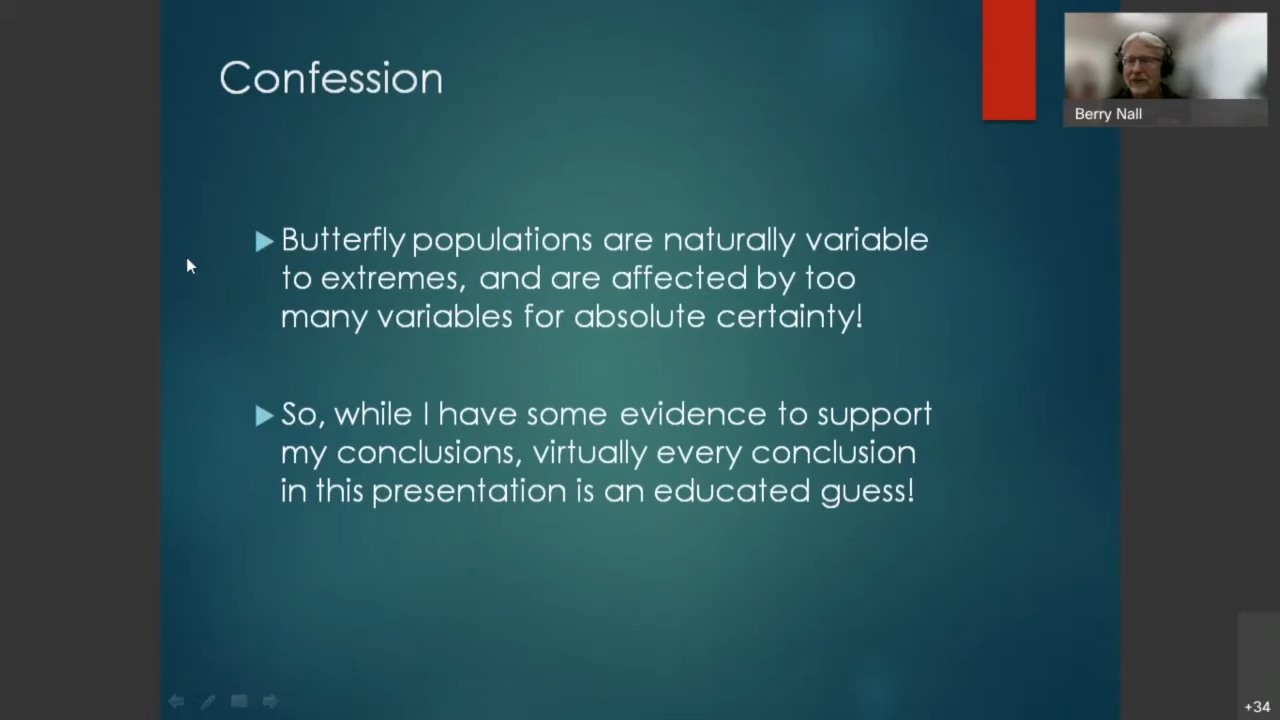 Confession
Berry Nall
Butterfly populations are naturally variable
to extremes, and are affected by too
many variables for absolute certainty!
So, while I have some evidence to support
my conclusions, virtually every conclusion
in this presentation is an educated guess!
+34